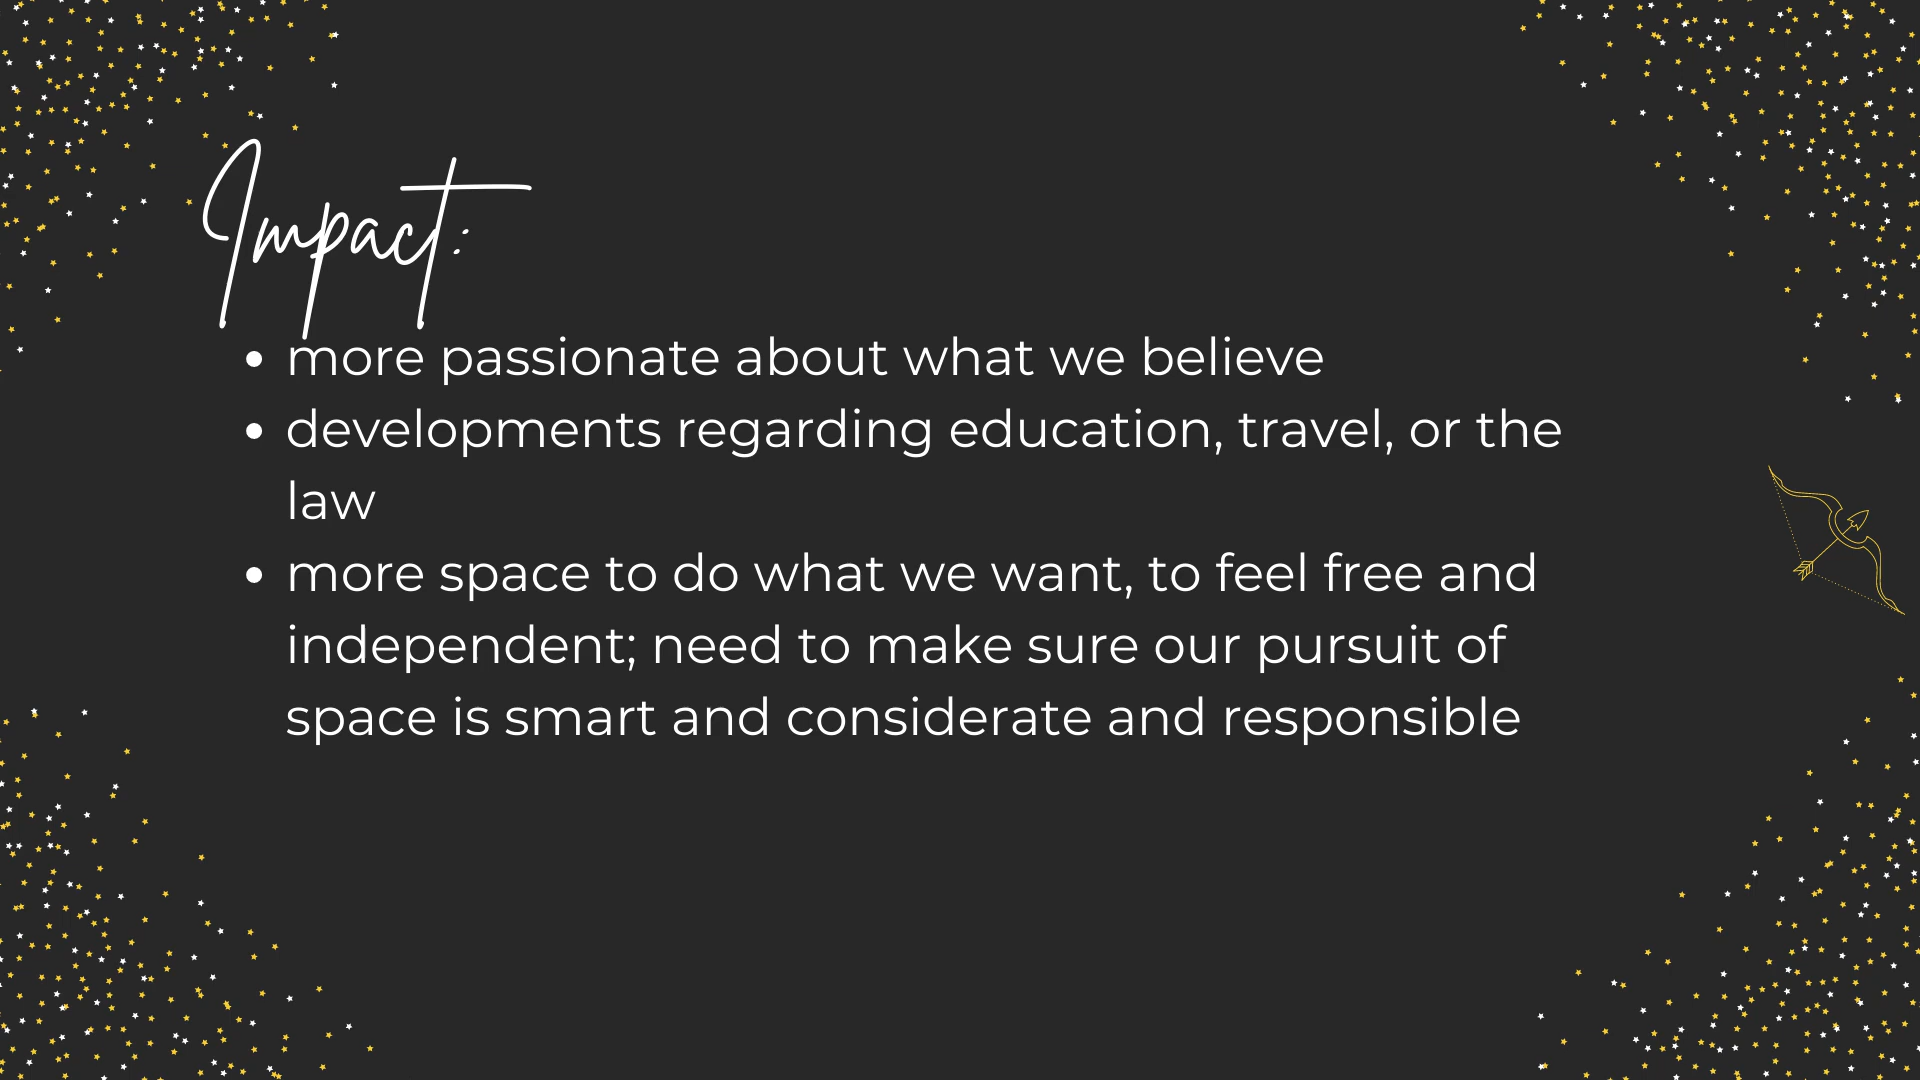 Impact:
• more passionate about what we believe
• developments regarding education, travel, or the
law
• more space to do what we want, to feel free and
independent; need to make sure our pursuit of
space is smart and considerate and responsible